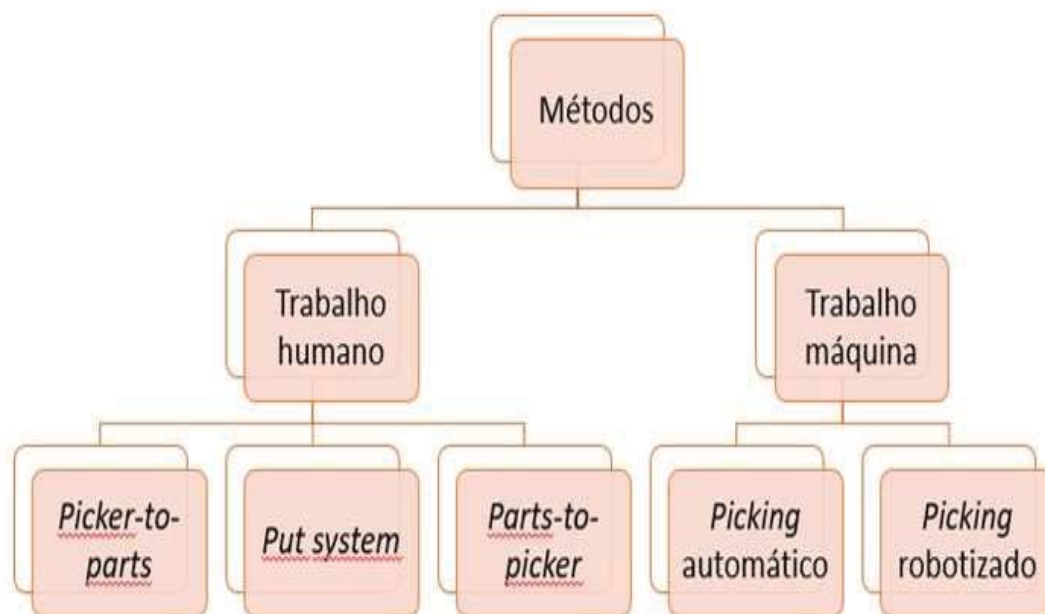 Métodos
Trabalho
humano
Trabalho
máquina
Picker-to-
parts
Put system
Parts-to-
picker
Picking
automático
Picking
robotizado